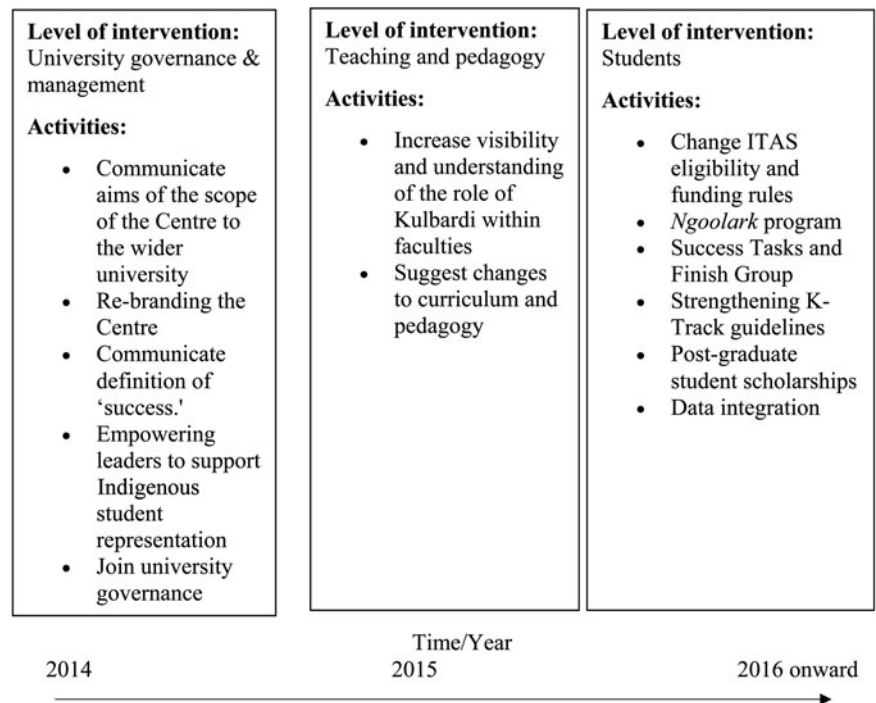 Level of intervention:
University governance &
management
Activities:
• Communicate
aims of the scope
of the Centre to
the wider
university
• Re-branding the
Centre
• Communicate
definition of
‘success.'
• Empowering
leaders to support
Indigenous
student
representation
• Join university
governance
Level of intervention:
Teaching and pedagogy
Activities:
• Increase visibility
and understanding
of the role of
Kulbardi within
faculties
• Suggest changes
to curriculum and
pedagogy
Level of intervention:
Students
Activities:
• Change ITAS
eligibility and
funding rules
• Ngoolark program
• Success Tasks and
Finish Group
• Strengthening K-
Track guidelines
• Post-graduate
student scholarships
• Data integration
Time/Year
2014 2015 2016 onward